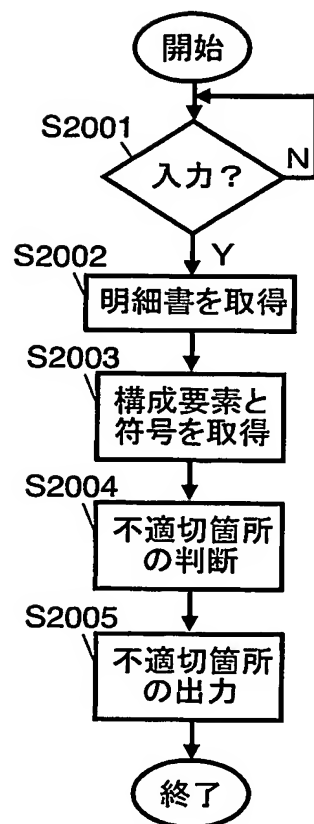 開始
S2001
入力?
N
Y
S2002
明細書を取得
S2003
構成要素と
符号を取得
S2004
不適切箇所
の判断
S2005
不適切箇所
の出力
終了